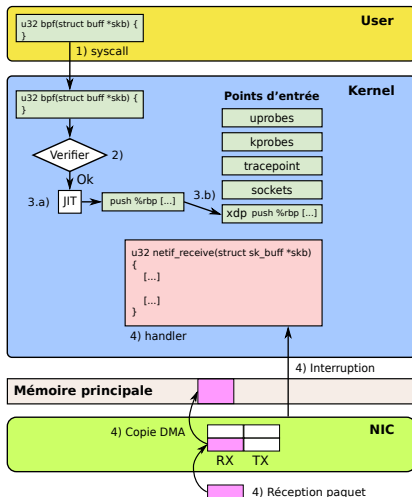 User
u32 bpf(struct buff *skb) {
}
1) syscall
Kernel
u32 bpf(struct buff *skb) {
}
Points d'entrée
uprobes
kprobes
tracepoint
sockets
xdp push %rbp [...]
Verifier
2)
Ok
3.a)
JIT
push %rbp [...]
3.b)
u32 netif_receive(struct sk_buff *skb)
{
[...]
[...]
}
4) handler
4) Interruption
Mémoire principale
NIC
4) Copie DMA
RX TX
4) Réception paquet